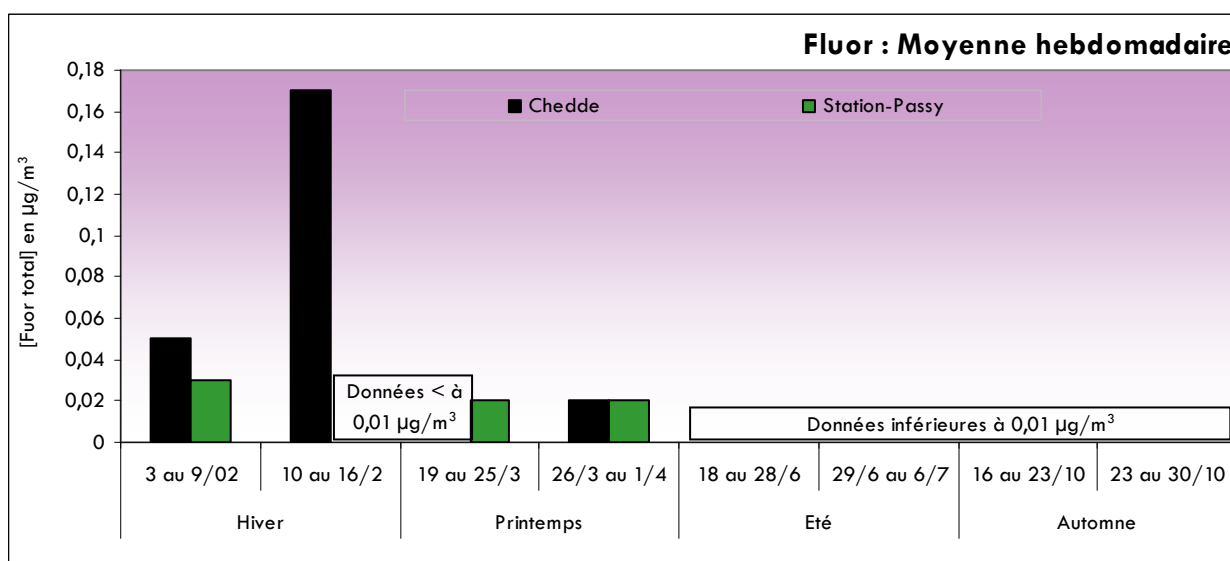 Fluor : Moyenne hebdomadaire
[Fuor total] en µg/m³
0,18
0,16
0,14
0,12
0,1
0,08
0,06
0,04
0,02
0
Chedde
Station-Passy
Données < à
0,01 µg/m³
Données inférieures à 0,01 µg/m³
3 au 9/02
10 au 16/2
19 au 25/3
26/3 au 1/4
18 au 28/6
29/6 au 6/7
16 au 23/10
23 au 30/10
Hiver
Printemps
Eté
Automne